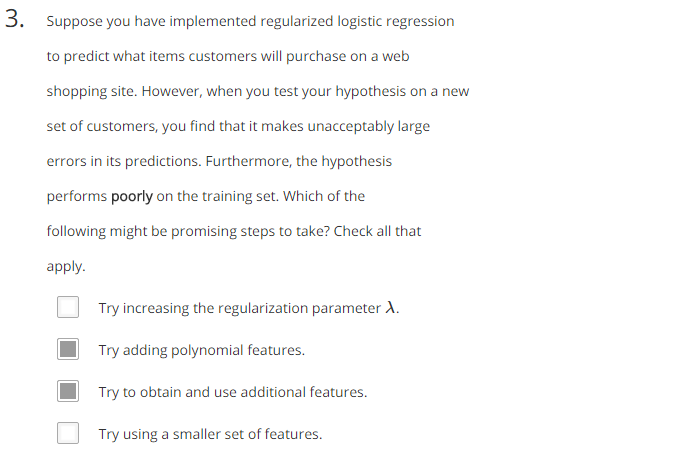 3. Suppose you have implemented regularized logistic regression
to predict what items customers will purchase on a web
shopping site. However, when you test your hypothesis on a new
set of customers, you find that it makes unacceptably large
errors in its predictions. Furthermore, the hypothesis
performs poorly on the training set. Which of the
following might be promising steps to take? Check all that
apply.
Try increasing the regularization parameter λ.
Try adding polynomial features.
Try to obtain and use additional features.
Try using a smaller set of features.